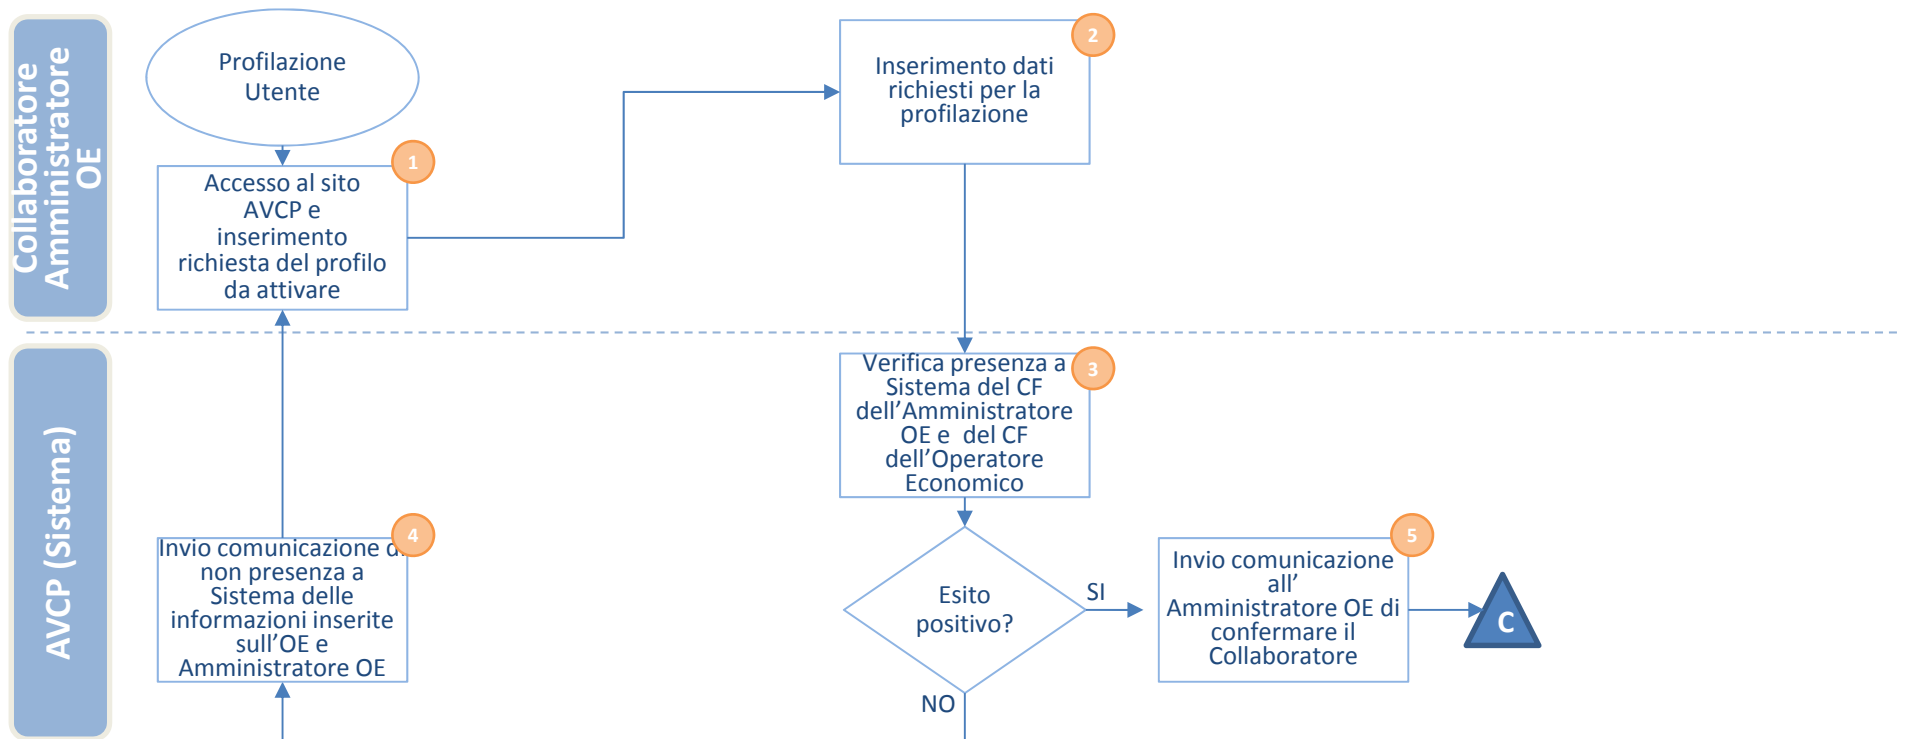 Collaboratore
Amministratore
OE
Profilazione
Utente
1
Accesso al sito
AVCP e
inserimento
richiesta del profilo
da attivare
2
Inserimento dati
richiesti per la
profilazione
AVCP (Sistema)
3
Verifica presenza a
Sistema del CF
dell’Amministratore
OE e  del CF
dell’Operatore
Economico
4
Invio comunicazione di
non presenza a
Sistema delle
informazioni inserite
sull’OE e
Amministratore OE
Esito
positivo?
SI
NO
5
Invio comunicazione
all’
Amministratore OE di
confermare il
Collaboratore
C